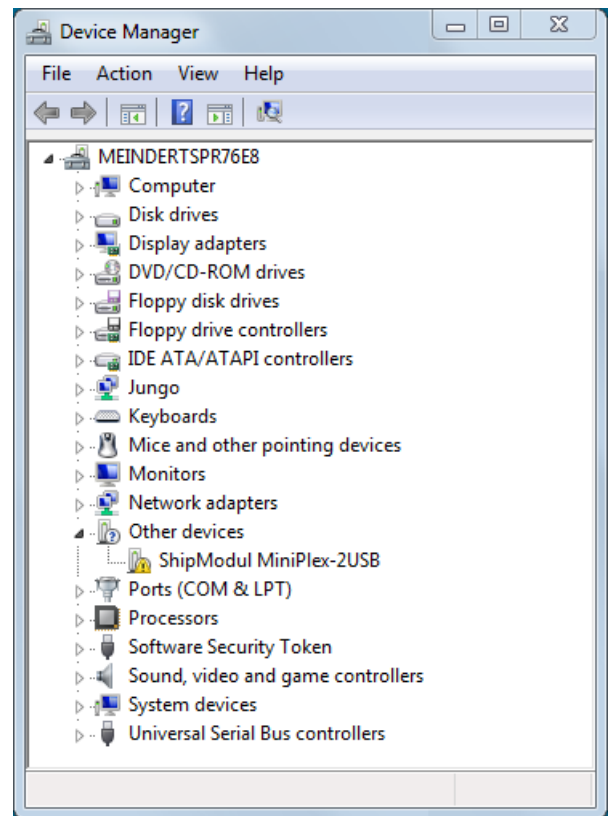 Device Manager
File Action View Help
MEINDERTSPR76E8
Computer
Disk drives
Display adapters
DVD/CD-ROM drives
Floppy disk drives
Floppy drive controllers
IDE ATA/ATAPI controllers
Jungo
Keyboards
Mice and other pointing devices
Monitors
Network adapters
Other devices
ShipModul MiniPlex-2USB
Ports (COM & LPT)
Processors
Software Security Token
Sound, video and game controllers
System devices
Universal Serial Bus controllers